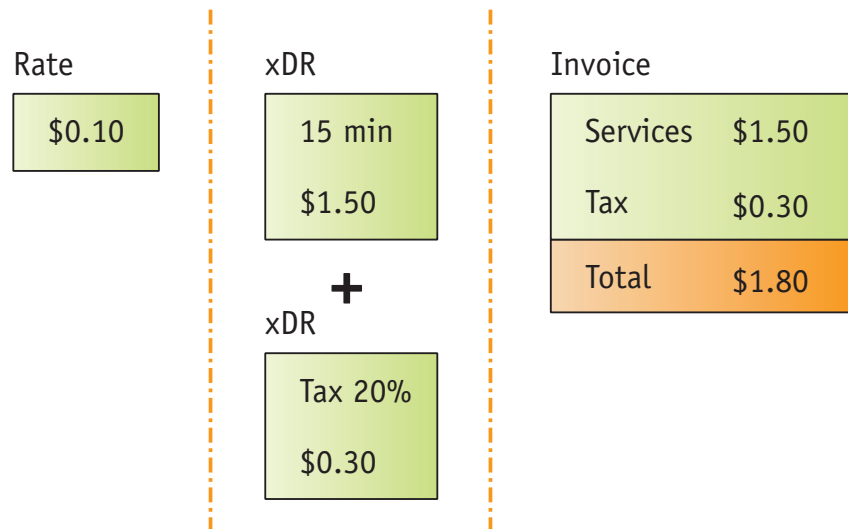 Rate
$0.10
xDR
15 min
$1.50
+
xDR
Tax 20%
$0.30
Invoice
Services $1.50
Tax $0.30
Total $1.80